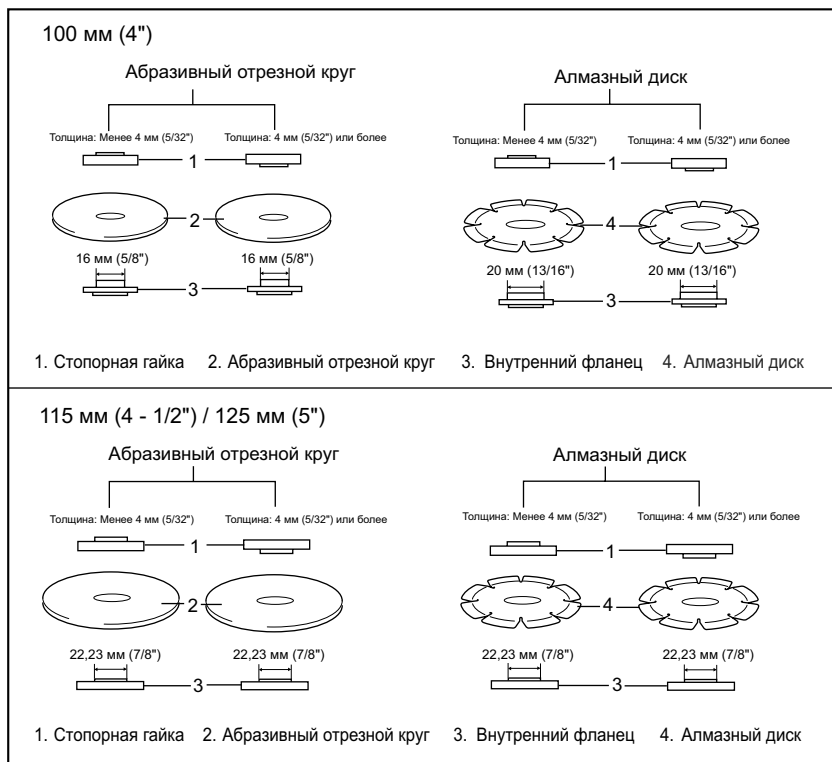 100 мм (4")
Абразивный отрезной круг
Алмазный диск
Толщина: Менее 4 мм (5/32")
Толщина: 4 мм (5/32") или более
Толщина: Менее 4 мм (5/32")
Толщина: 4 мм (5/32") или более
1
1
2
4
16 мм (5/8")
16 мм (5/8")
20 мм (13/16")
20 мм (13/16")
3
3
1. Стопорная гайка 2. Абразивный отрезной круг 3. Внутренний фланец 4. Алмазный диск
115 мм (4 - 1/2") / 125 мм (5")
Абразивный отрезной круг
Алмазный диск
Толщина: Менее 4 мм (5/32")
Толщина: 4 мм (5/32") или более
Толщина: Менее 4 мм (5/32")
Толщина: 4 мм (5/32") или более
1
1
2
4
22,23 мм (7/8")
22,23 мм (7/8")
22,23 мм (7/8")
22,23 мм (7/8")
3
3
1. Стопорная гайка 2. Абразивный отрезной круг 3. Внутренний фланец 4. Алмазный диск